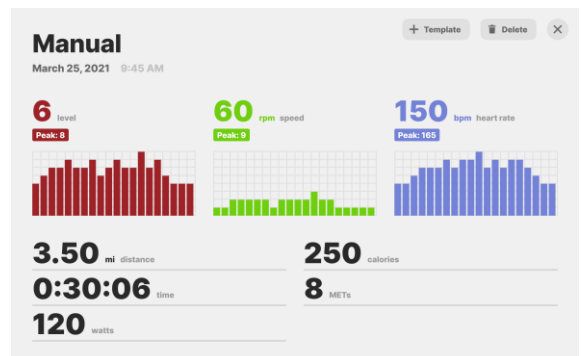 Manual
+ Template
Delete
March 25, 2021 9:45 AM
6 level
Peak: 8
60 rpm speed
Peak: 9
150 bpm heart rate
Peak: 165
3.50 mi distance
250 calories
0:30:06 time
8 METs
120 watts